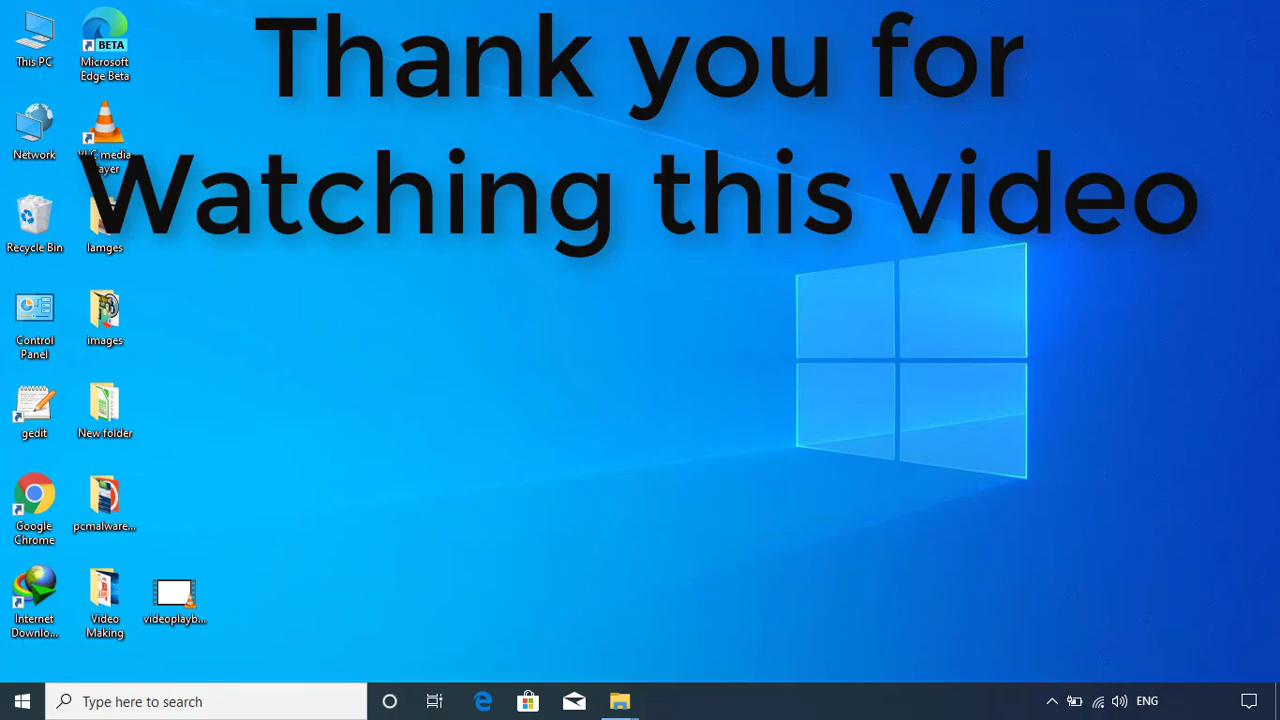 Thank you for
Watching this video
This PC
BETA
Microsoft
Edge Beta
Network
VLC media
player
Recycle Bin
Iamges
Control
Panel
images
gedit
New folder
Google
Chrome
pcmalware...
Internet
Downlo...
Video
Making
videoplayb...
Type here to search
ENG